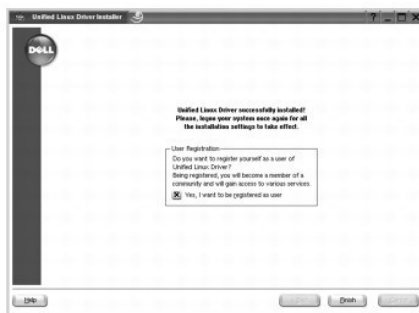 Unified Linux Driver Installer
DELL
Unified Linux Driver successfully installed!
Please, logon your system once again for all
the installation settings to take effect.
User Registration
Do you want to register yourself as a user of
Unified Linux Driver?
Being registered, you will become a member of a
community and will gain access to various services.
Yes, I want to be registered as user
Help
Finish